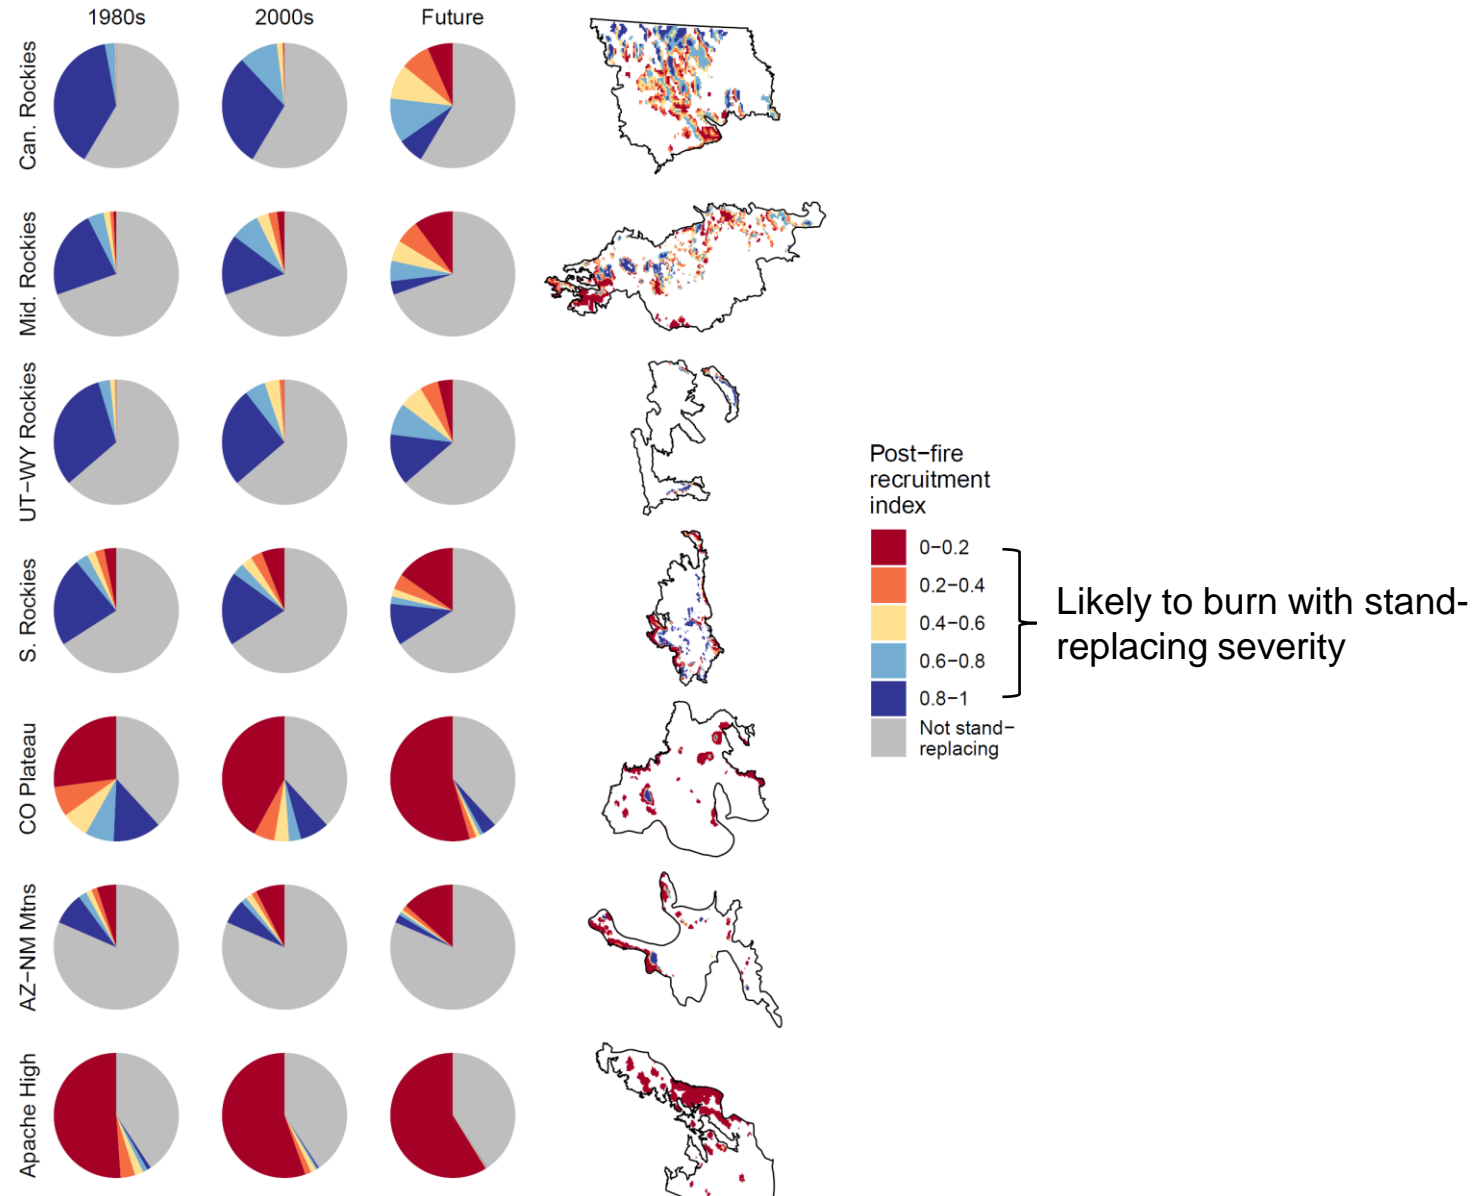 1980s
2000s
Future
Can. Rockies
Mid. Rockies
UT−WY Rockies
S. Rockies
CO Plateau
AZ−NM Mtns
Apache High
Post−fire
recruitment
index
0−0.2
0.2−0.4
0.4−0.6
0.6−0.8
0.8−1
Not stand−
replacing
Likely to burn with stand-
replacing severity